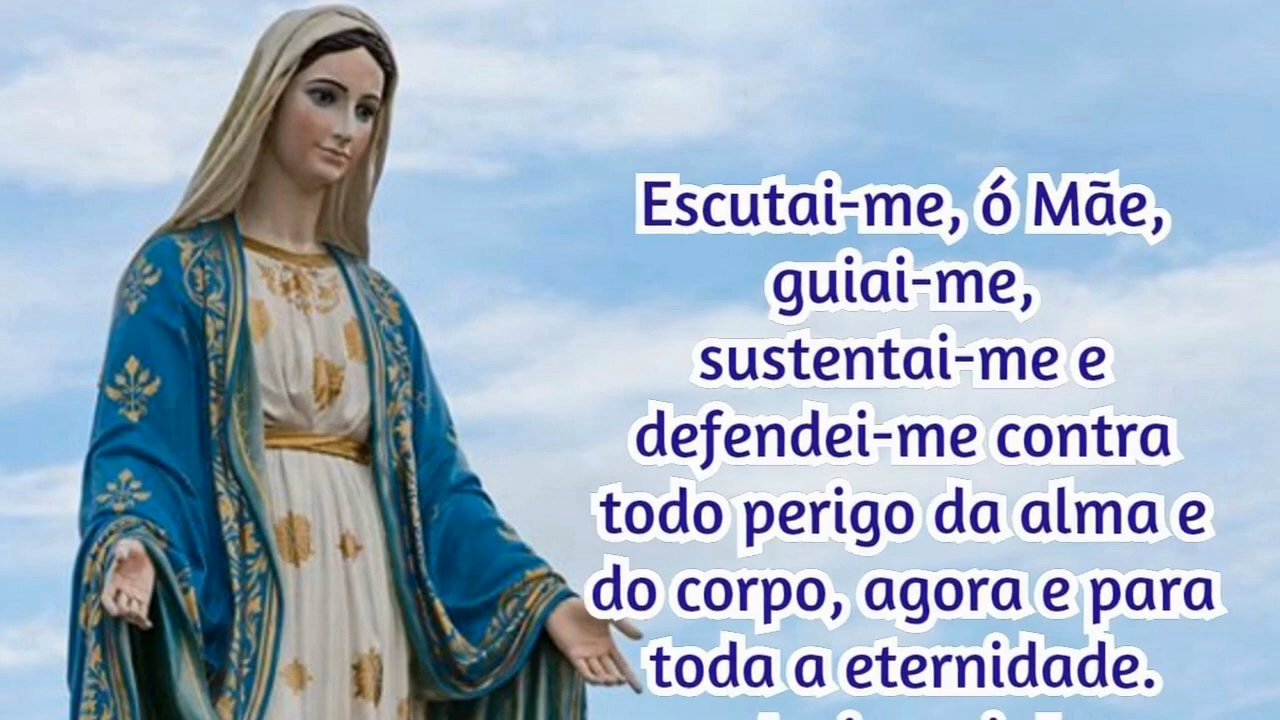 Escutai-me, ó Mãe,
guiai-me,
sustentai-me e
defendei-me contra
todo perigo da alma e
do corpo, agora e para
toda a eternidade.